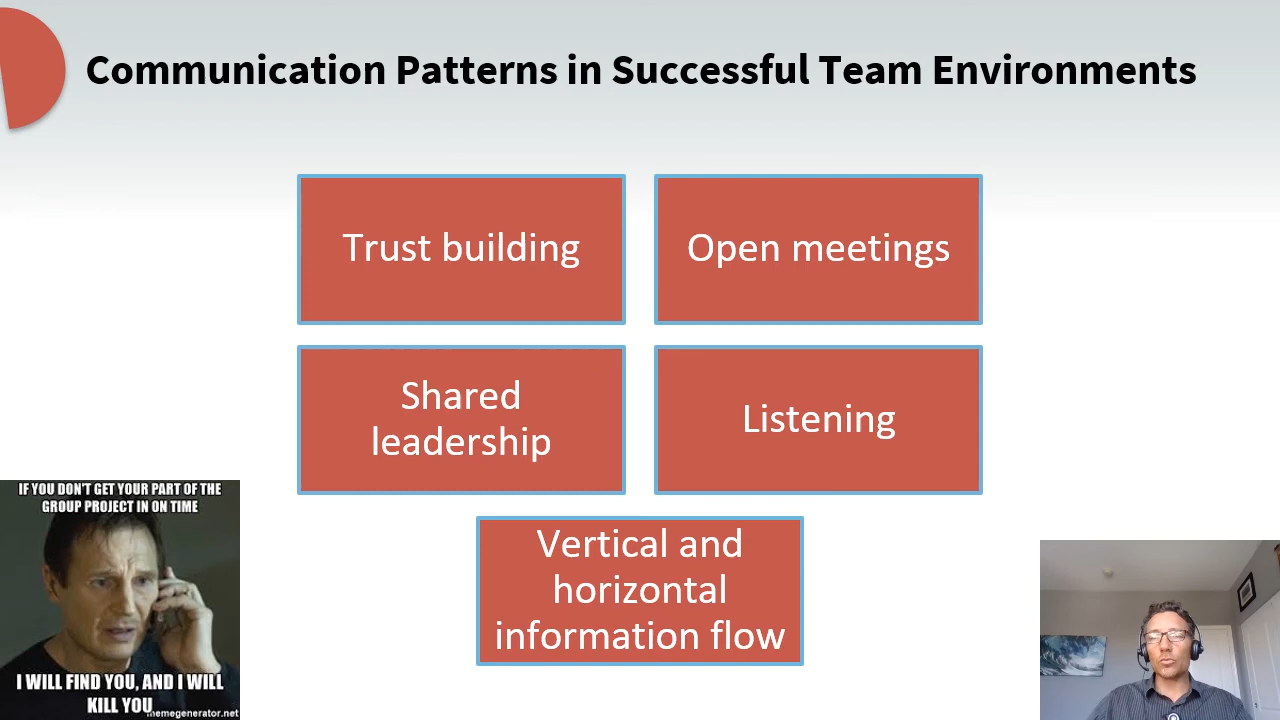 Communication Patterns in Successful Team Environments
Trust building
Open meetings
Shared
leadership
Listening
Vertical and
horizontal
information flow
IF YOU DON'T GET YOUR PART OF THE
GROUP PROJECT IN ON TIME
I WILL FIND YOU, AND I WILL
KILL YOU
memegenerator.net